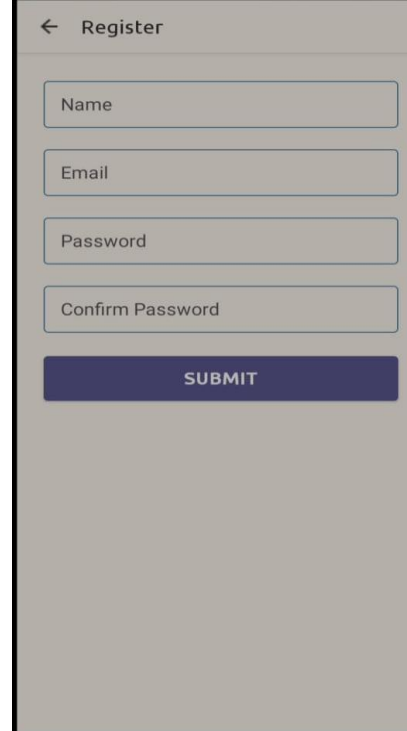 Register
Name
Email
Password
Confirm Password
SUBMIT